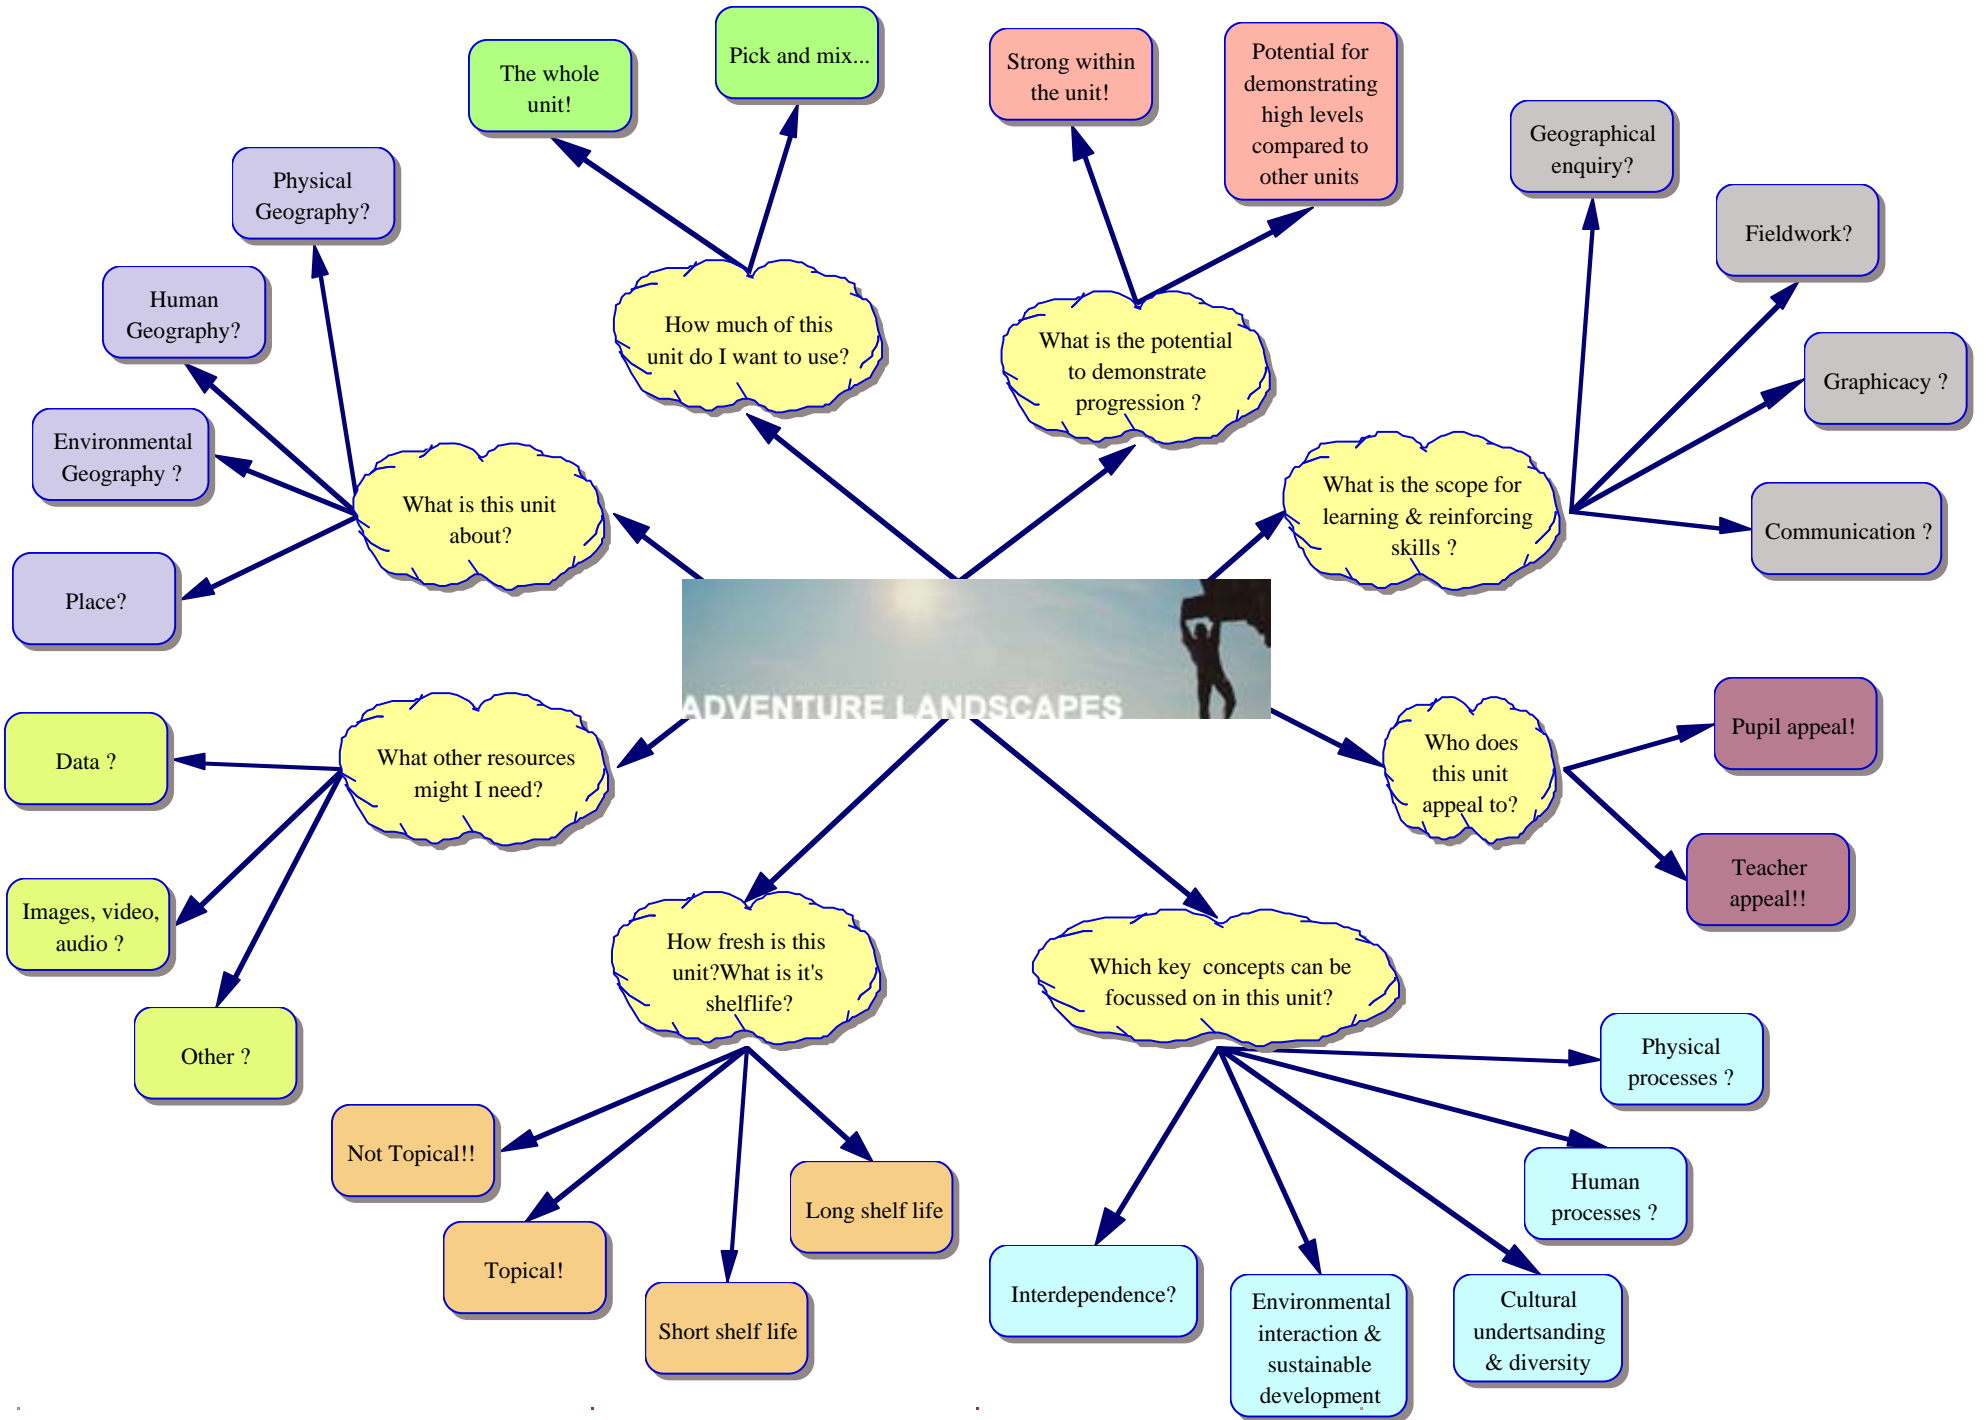 Pick and mix...
The whole
unit!
Strong within
the unit!
Potential for
demonstrating
high levels
compared to
other units
Geographical
enquiry?
Physical
Geography?
Fieldwork?
Human
Geography?
How much of this
unit do I want to use?
What is the potential
to demonstrate
progression ?
Graphicacy ?
Environmental
Geography ?
What is this unit
about?
What is the scope for
learning & reinforcing
skills ?
Communication ?
Place?
ADVENTURE LANDSCAPES
Data ?
What other resources
might I need?
Who does
this unit
appeal to?
Pupil appeal!
Teacher
appeal!!
Images, video,
audio ?
How fresh is this
unit?What is it's
shelflife?
Which key  concepts can be
focussed on in this unit?
Other ?
Physical
processes ?
Not Topical!!
Human
processes ?
Long shelf life
Topical!
Short shelf life
Interdependence?
Environmental
interaction &
sustainable
development
Cultural
undertsanding
& diversity